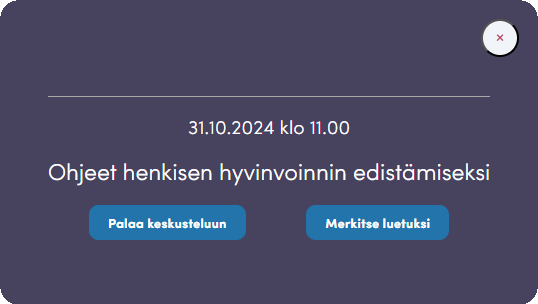 ×
31.10.2024 klo 11.00
Ohjeet henkisen hyvinvoinnin edistämiseksi
Palaa keskusteluun
Merkitse luetuksi